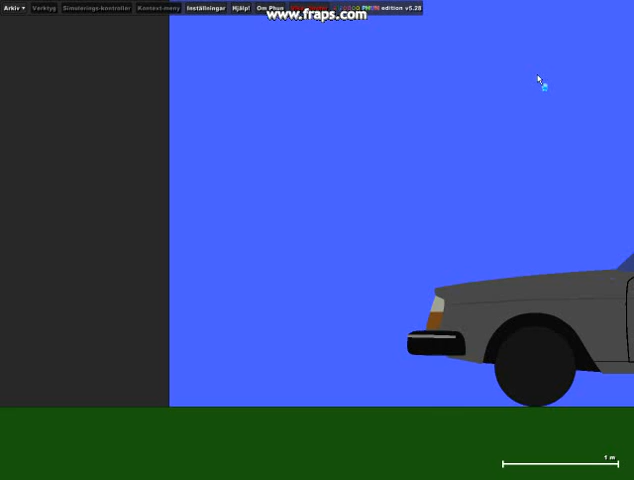 Arkiv Verktyg Simulerings-kontroller Kontext-meny Inställningar Hjälp! Om Phun edition v5.28
www.fraps.com
1 m